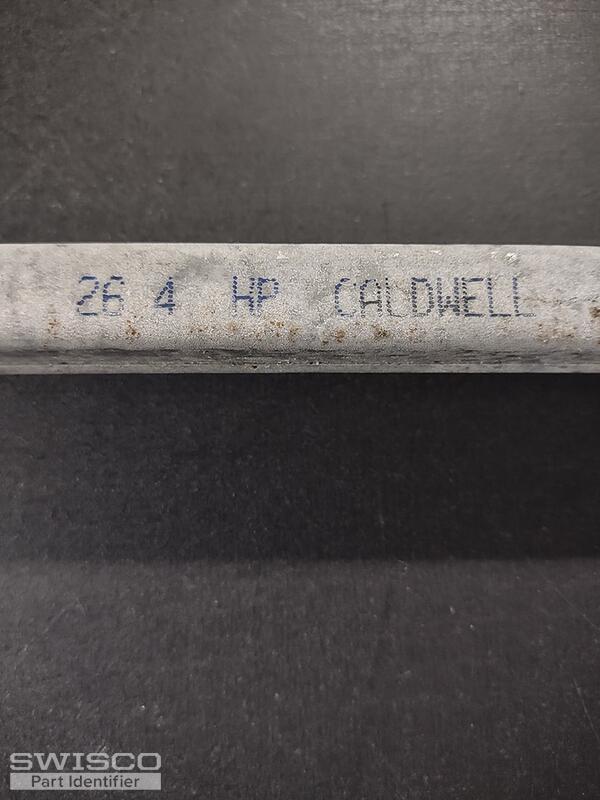 26 4 HP CALDWELL
SWISCO
Part Identifier